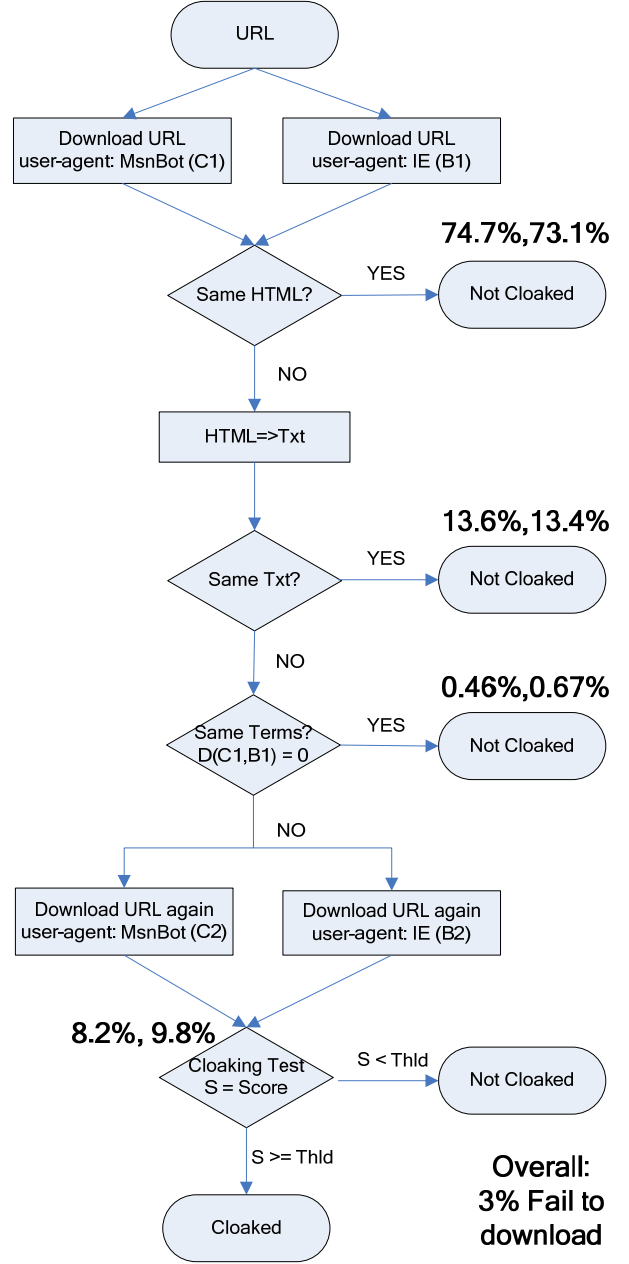 URL
Download URL
user-agent: MsnBot (C1)
Download URL
user-agent: IE (B1)
74.7%,73.1%
Same HTML?
YES
Not Cloaked
NO
HTML=>Txt
13.6%,13.4%
Same Txt?
YES
Not Cloaked
NO
0.46%,0.67%
Same Terms?
D(C1,B1) = 0
YES
Not Cloaked
NO
Download URL again
user-agent: MsnBot (C2)
Download URL again
user-agent: IE (B2)
8.2%, 9.8%
Cloaking Test
S = Score
S < Thld
Not Cloaked
S >= Thld
Cloaked
Overall:
3% Fail to
download